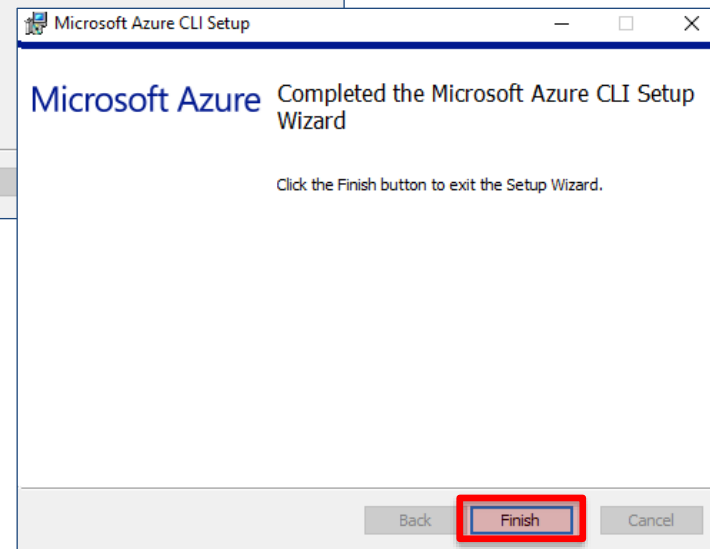 Microsoft Azure CLI Setup
Microsoft Azure
Completed the Microsoft Azure CLI Setup
Wizard
Click the Finish button to exit the Setup Wizard.
Back
Finish
Cancel